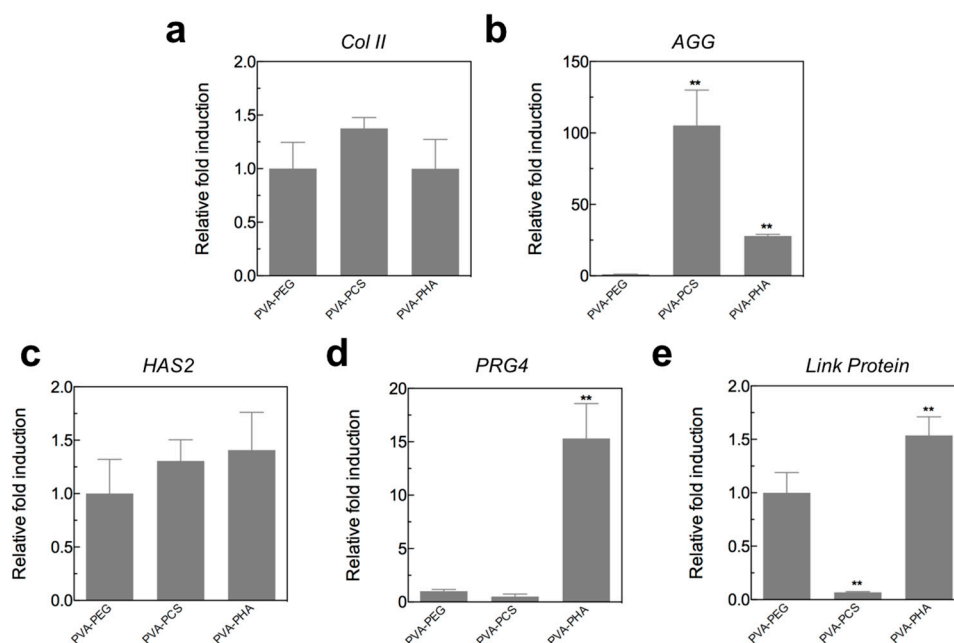 a
Col II
Relative fold induction
2.0
1.5
1.0
0.5
0.0
PVA-PEG
PVA-PCS
PVA-PHA
b
AGG
Relative fold induction
150
100
50
0
**
**
PVA-PEG
PVA-PCS
PVA-PHA
c
HAS2
Relative fold induction
2.0
1.5
1.0
0.5
0.0
PVA-PEG
PVA-PCS
PVA-PHA
d
PRG4
Relative fold induction
20
15
10
5
0
**
PVA-PEG
PVA-PCS
PVA-PHA
e
Link Protein
Relative fold induction
2.0
1.5
1.0
0.5
0.0
**
**
PVA-PEG
PVA-PCS
PVA-PHA